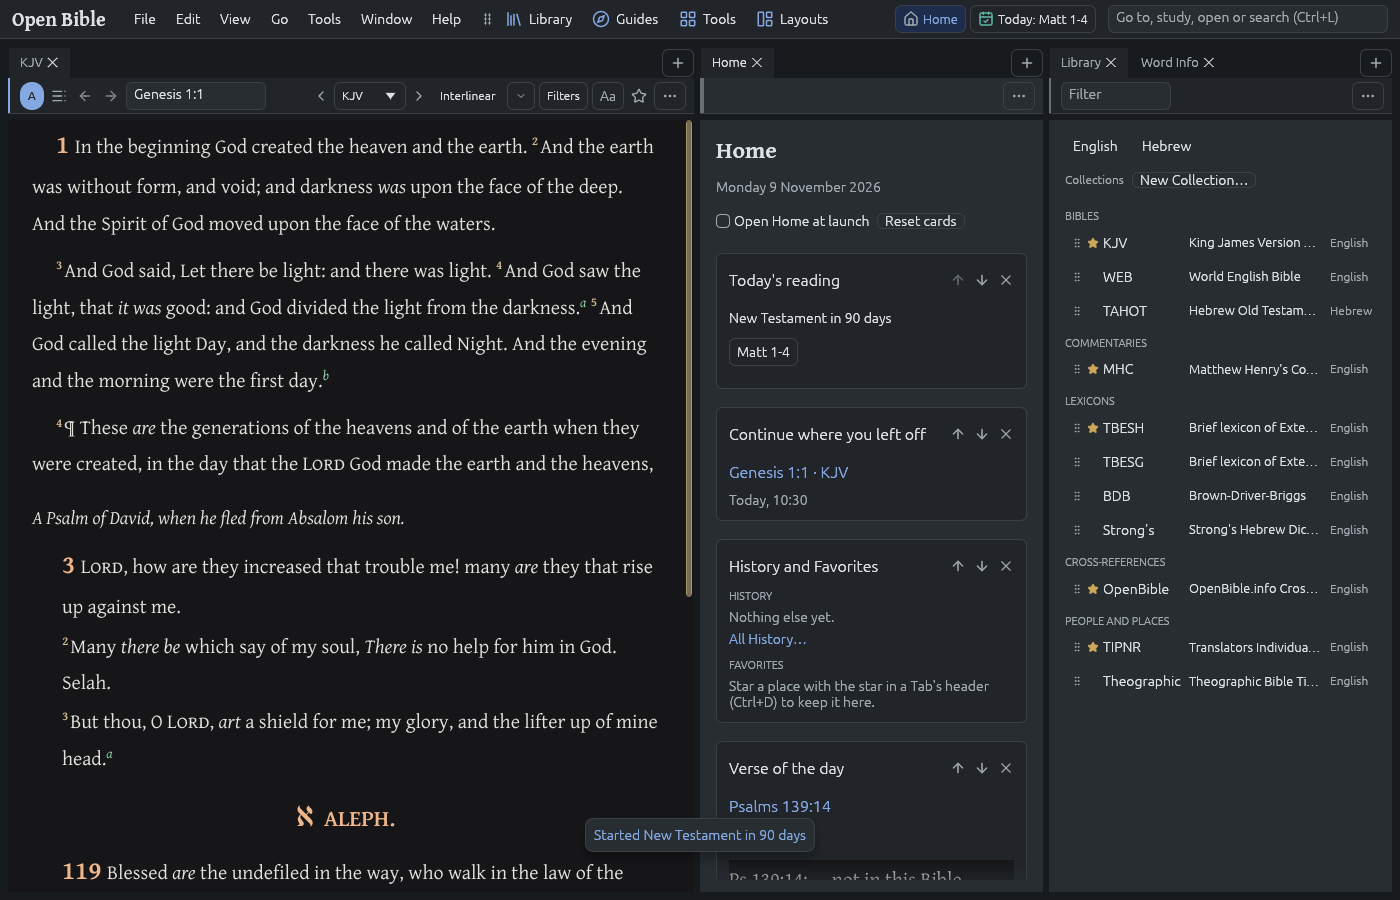 Open Bible File Edit View Go Tools Window Help Library Guides Tools Layouts Home Today: Matt 1-4 Go to, study, open or search (Ctrl+L)
KJV
A Genesis 1:1 KJV Interlinear Filters Aa
1 In the beginning God created the heaven and the earth. 2 And the earth
was without form, and void; and darkness was upon the face of the deep.
And the Spirit of God moved upon the face of the waters.
3 And God said, Let there be light: and there was light. 4 And God saw the
light, that it was good: and God divided the light from the darkness.a 5 And
God called the light Day, and the darkness he called Night. And the evening
and the morning were the first day.b
4 ¶ These are the generations of the heavens and of the earth when they
were created, in the day that the LORD God made the earth and the heavens,
A Psalm of David, when he fled from Absalom his son.
3 LORD, how are they increased that trouble me! many are they that rise
up against me.
2 Many there be which say of my soul, There is no help for him in God.
Selah.
3 But thou, O LORD, art a shield for me; my glory, and the lifter up of mine
head.a
א ALEPH.
119 Blessed are the undefiled in the way, who walk in the law of the
Home
Home
Monday 9 November 2026
Open Home at launch Reset cards
Today's reading
New Testament in 90 days
Matt 1-4
Continue where you left off
Genesis 1:1 · KJV
Today, 10:30
History and Favorites
HISTORY
Nothing else yet.
All History...
FAVORITES
Star a place with the star in a Tab's header
(Ctrl+D) to keep it here.
Verse of the day
Psalms 139:14
Started New Testament in 90 days
Ps 139:14: — not in this Bible
Library Word Info
Filter
English Hebrew
Collections New Collection...
BIBLES
KJV King James Version ... English
WEB World English Bible English
TAHOT Hebrew Old Testam... Hebrew
COMMENTARIES
MHC Matthew Henry's Co... English
LEXICONS
TBESH Brief lexicon of Exte... English
TBESG Brief lexicon of Exte... English
BDB Brown-Driver-Briggs English
Strong's Strong's Hebrew Dic... English
CROSS-REFERENCES
OpenBible OpenBible.info Cros... English
PEOPLE AND PLACES
TIPNR Translators Individua... English
Theographic Theographic Bible Ti... English